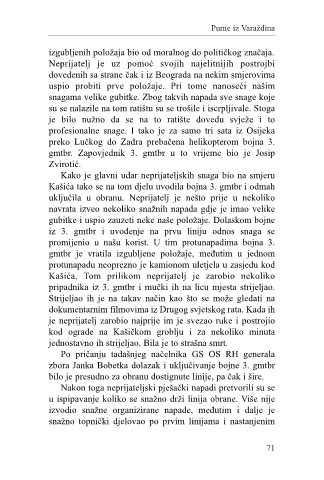 Pume iz Varaždina
izgubljenih položaja bio od moralnog do političkog značaja.
Neprijatelj je uz pomoć svojih najelitnijih postrojbi
dovedenih sa strane čak i iz Beograda na nekim smjerovima
uspio probiti prve položaje. Pri tome nanoseći našim
snagama velike gubitke. Zbog takvih napada sve snage koje
su se nalazile na tom ratištu su se trošile i iscrpljivale. Stoga
je bilo nužno da se na to ratište dovedu svježe i to
profesionalne snage. I tako je za samo tri sata iz Osijeka
preko Lučkog do Zadra prebačena helikopterom bojna 3.
gmtbr. Zapovjednik 3. gmtbr u to vrijeme bio je Josip
Zvirotić.
Kako je glavni udar neprijateljskih snaga bio na smjeru
Kašića tako se na tom djelu uvodila bojna 3. gmtbr i odmah
uključila u obranu. Neprijatelj je nešto prije u nekoliko
navrata izveo nekoliko snažnih napada gdje je imao velike
gubitke i uspio zauzeti neke naše položaje. Dolaskom bojne
iz 3. gmtbr i uvođenje na prvu liniju odnos snaga se
promijenio u našu korist. U tim protunapadima bojna 3.
gmtbr je vratila izgubljene položaje, međutim u jednom
protunapadu neoprezno je kamionom uletjela u zasjedu kod
Kašića. Tom prilikom neprijatelj je zarobio nekoliko
pripadnika iz 3. gmtbr i mučki ih na licu mjesta strijeljao.
Strijeljao ih je na takav način kao što se može gledati na
dokumentarnim filmovima iz Drugog svjetskog rata. Kada ih
je neprijatelj zarobio najprije im je svezao ruke i postrojio
kod ograde na Kašičkom groblju i za nekoliko minuta
jednostavno ih strijeljao. Bila je to strašna smrt.
Po pričanju tadašnjeg načelnika GS OS RH generala
zbora Janka Bobetka dolazak i uključivanje bojne 3. gmtbr
bilo je presudno za obranu dostignute linije, pa čak i šire.
Nakon toga neprijateljski pješački napadi pretvorili su se
u ispipavanje koliko se snažno drži linija obrane. Više nije
izvodio snažne organizirane napade, međutim i dalje je
snažno topnički djelovao po prvim linijama i nastanjenim
71